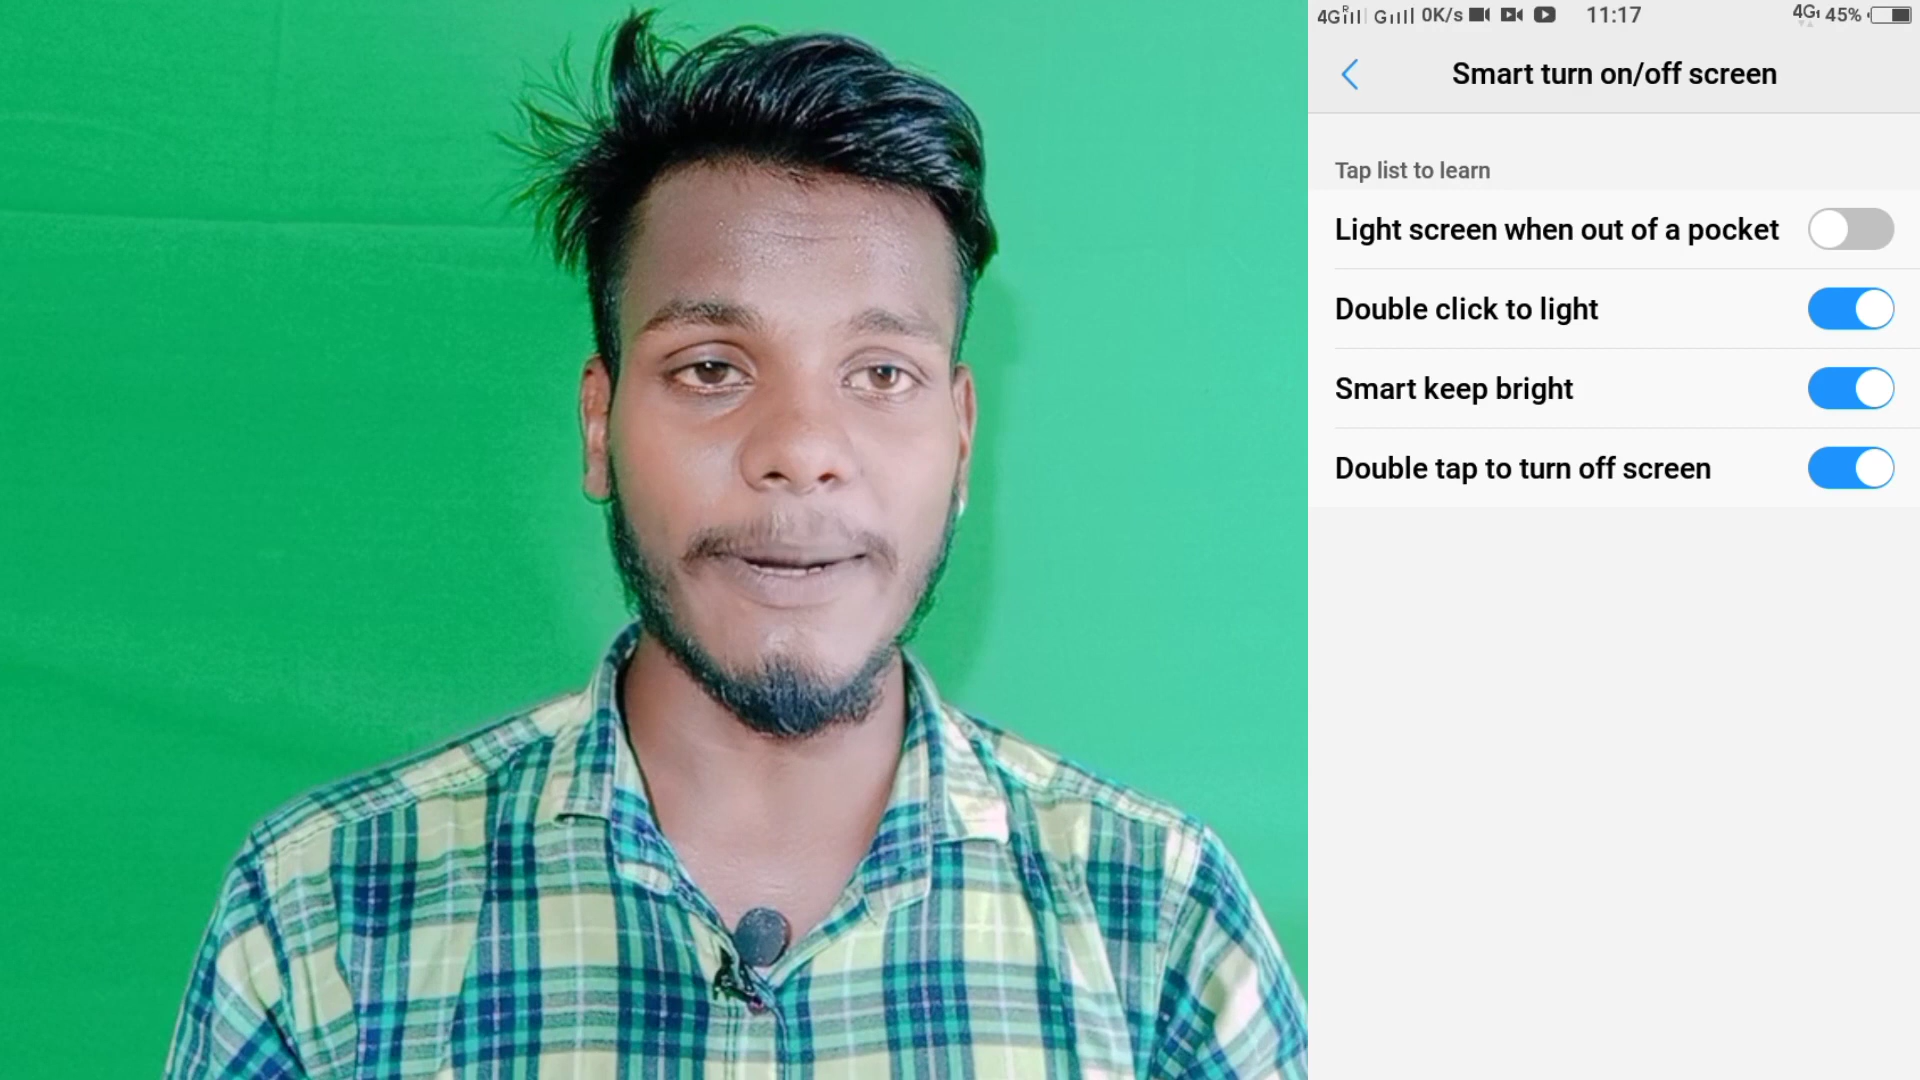 4G R G 0K/s 11:17 4G 45%
Smart turn on/off screen
Tap list to learn
Light screen when out of a pocket
Double click to light
Smart keep bright
Double tap to turn off screen